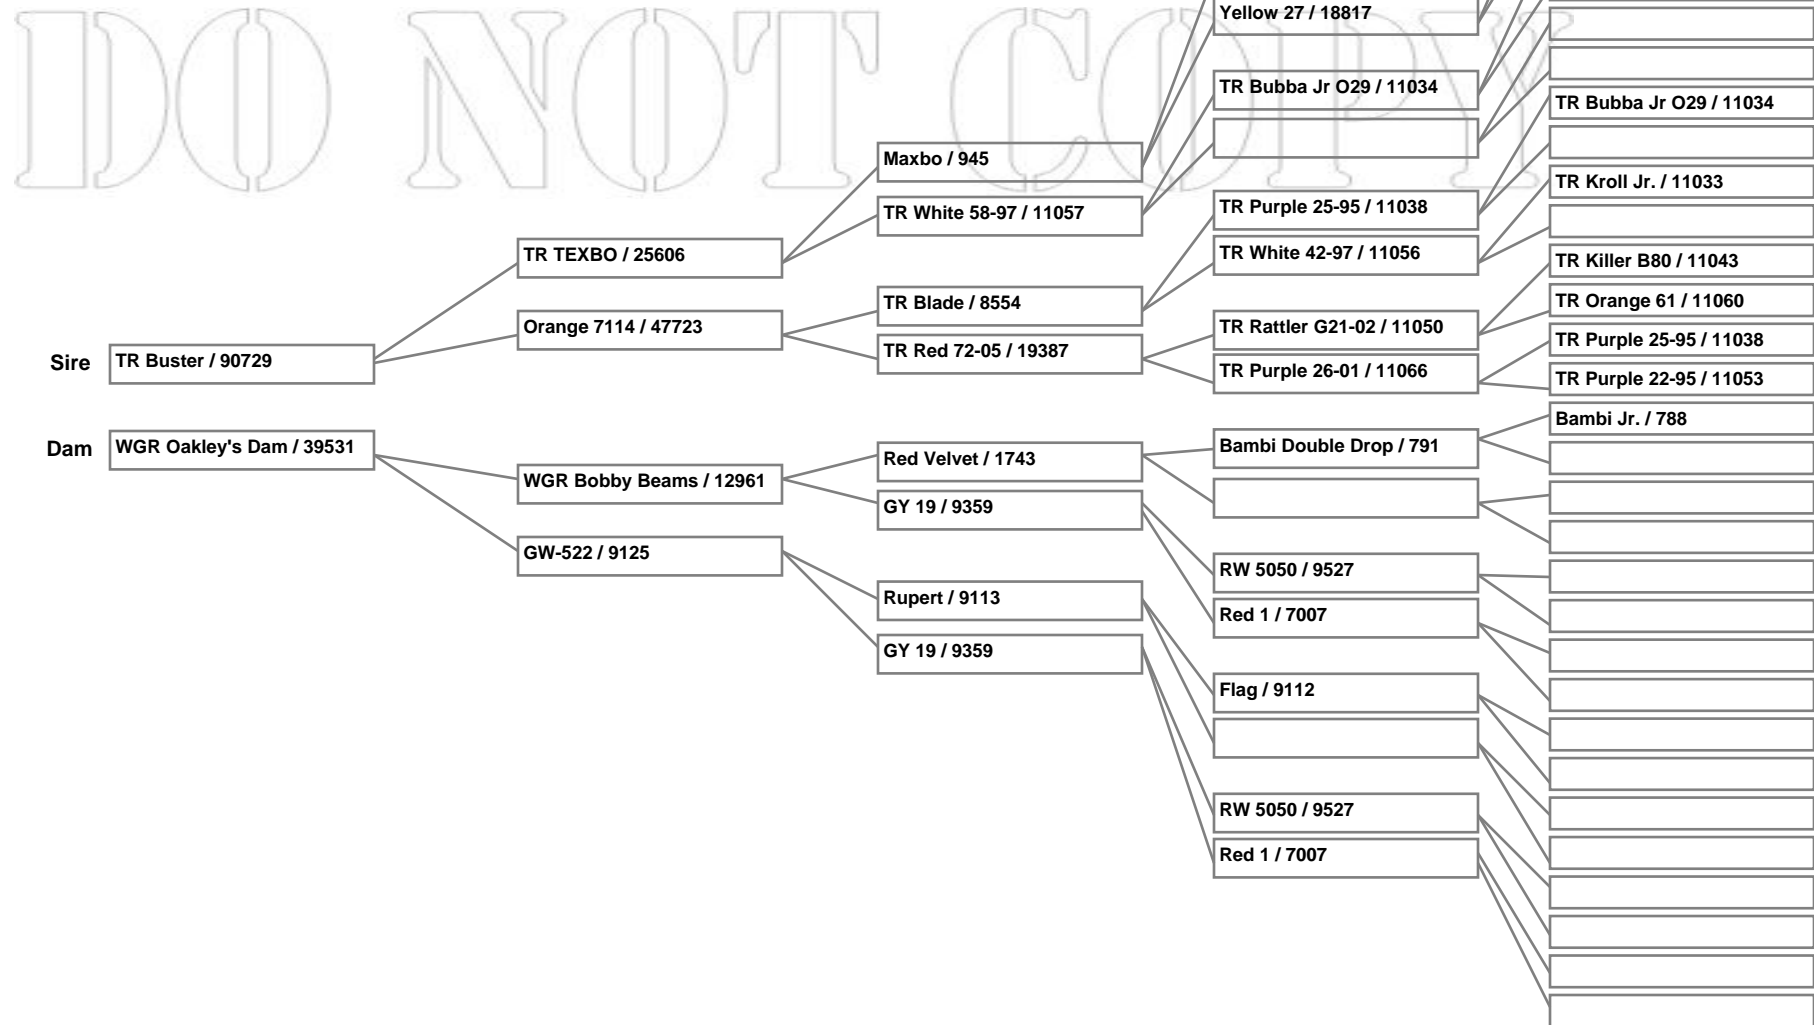 DO NOT COPY
Yellow 27 / 18817
TR Bubba Jr O29 / 11034
TR Bubba Jr O29 / 11034
Maxbo / 945
TR Kroll Jr. / 11033
TR White 58-97 / 11057
TR Purple 25-95 / 11038
TR TEXBO / 25606
TR White 42-97 / 11056
TR Killer B80 / 11043
TR Blade / 8554
TR Orange 61 / 11060
Orange 7114 / 47723
TR Rattler G21-02 / 11050
TR Purple 25-95 / 11038
Sire
TR Buster / 90729
TR Red 72-05 / 19387
TR Purple 26-01 / 11066
TR Purple 22-95 / 11053
Bambi Jr. / 788
Dam
WGR Oakley's Dam / 39531
Bambi Double Drop / 791
Red Velvet / 1743
WGR Bobby Beams / 12961
GY 19 / 9359
GW-522 / 9125
RW 5050 / 9527
Rupert / 9113
Red 1 / 7007
GY 19 / 9359
Flag / 9112
RW 5050 / 9527
Red 1 / 7007